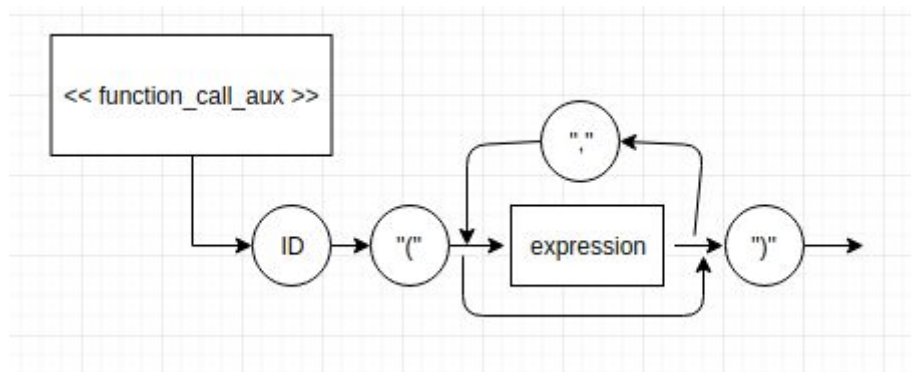 << function_call_aux >>
","
ID
"("
expression
")"